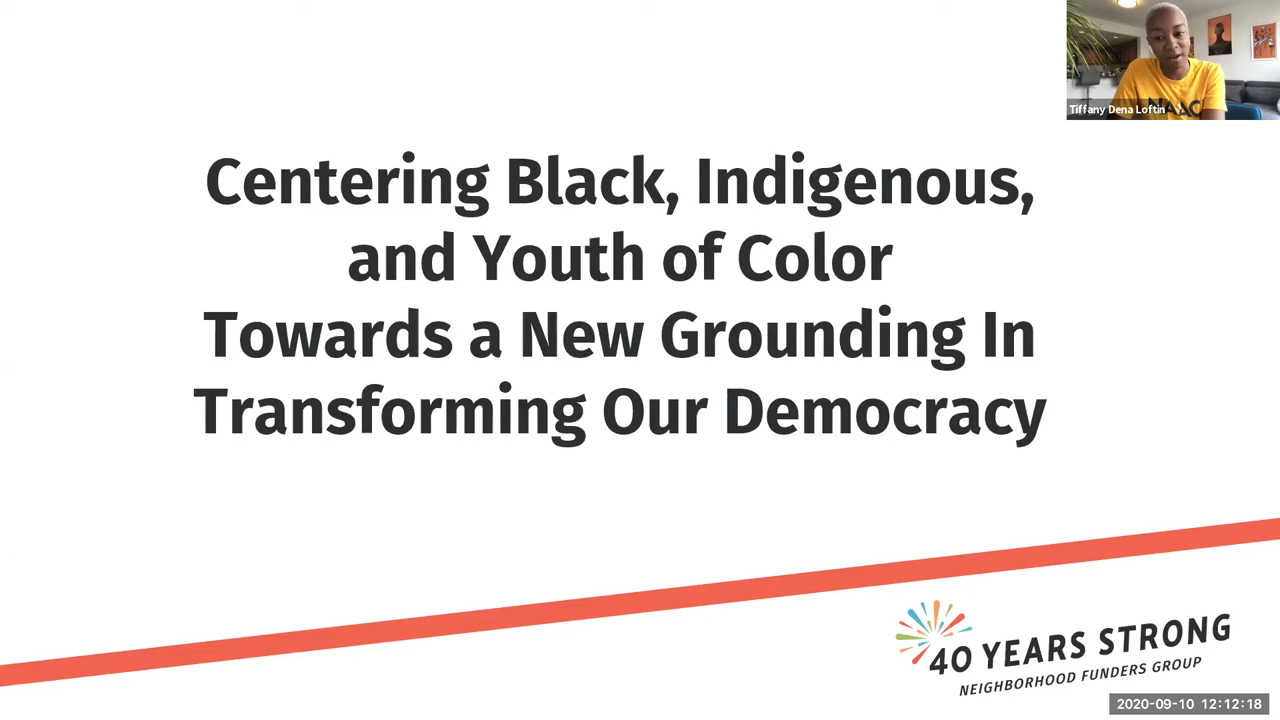 Tiffany Dena Loftin
NAAC
Centering Black, Indigenous,
and Youth of Color
Towards a New Grounding In
Transforming Our Democracy
40 YEARS STRONG
NEIGHBORHOOD FUNDERS GROUP
2020-09-10 12:12:18